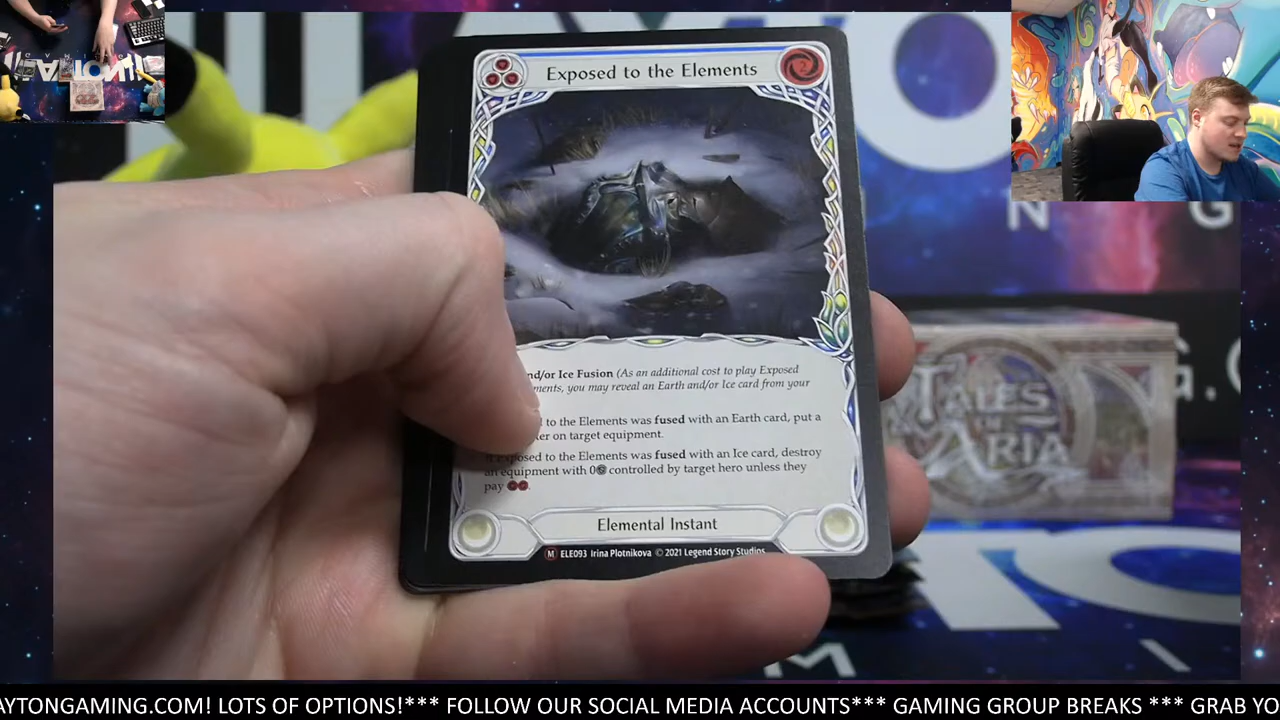 Exposed to the Elements
2
nd/or Ice Fusion (As an additional cost to play Exposed
ments, you may reveal an Earth and/or Ice card from your
to the Elements was fused with an Earth card, put a
on target equipment.
xposed to the Elements was fused with an Ice card, destroy
an equipment with 0 controlled by target hero unless they
pay
Elemental Instant
M ELE093 Irina Plotnikova © 2021 Legend Story Studios
TALES
OF
ARIA
N G
AYTONGAMING.COM! LOTS OF OPTIONS!*** FOLLOW OUR SOCIAL MEDIA ACCOUNTS*** GAMING GROUP BREAKS *** GRAB YO